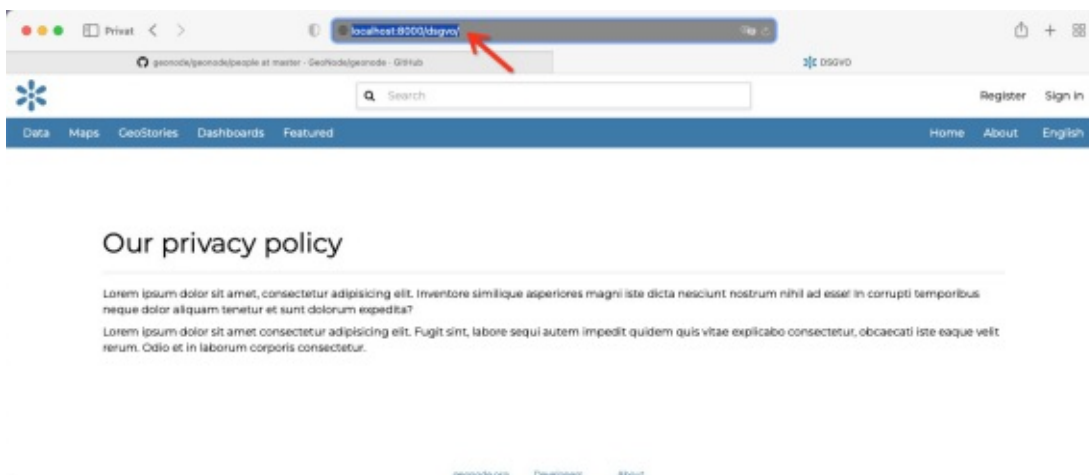 Privat
localhost:8000/dsgvo/
geonode/geonode/people at master · GeoNode/geonode · GitHub
DSGVO
Search
Register Sign in
Data Maps GeoStories Dashboards Featured
Home About English
Our privacy policy
Lorem ipsum dolor sit amet, consectetur adipisicing elit. Inventore similique asperiores magni iste dicta nesciunt nostrum nihil ad esse! In corrupti temporibus
neque dolor aliquam tenetur et sunt dolorum expedita?
Lorem ipsum dolor sit amet consectetur adipisicing elit. Fugit sint, labore sequi autem impedit quidem quis vitae explicabo consectetur, obcaecati iste eaque velit
rerum. Odio et in laborum corporis consectetur.
geonode.org Developers About